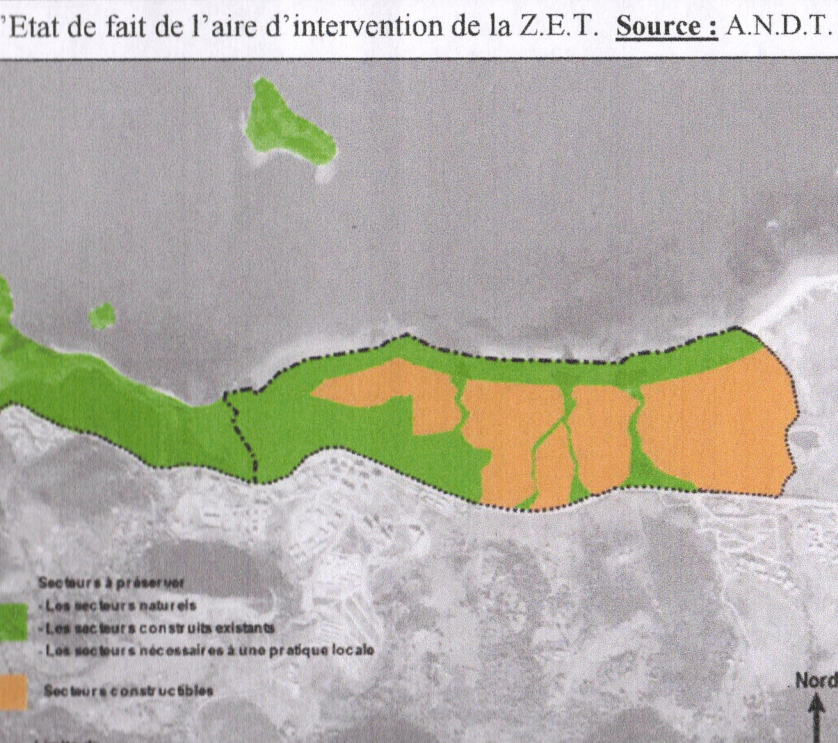 'Etat de fait de l'aire d'intervention de la Z.E.T. Source : A.N.D.T.
Secteurs à préserver
- Les secteurs naturels
- Les secteurs construits existants
- Les secteurs nécessaires à une pratique locale
Secteurs constructibles
Nord